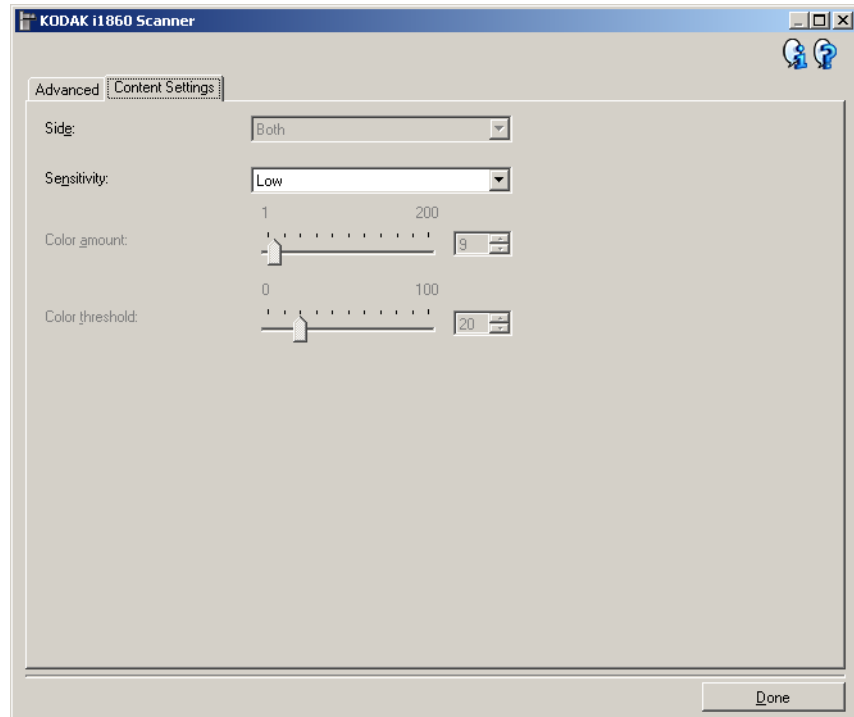 KODAK i1860 Scanner
Advanced Content Settings
Side: Both
Sensitivity: Low
1 200
Color amount: 9
0 100
Color threshold: 20
Done